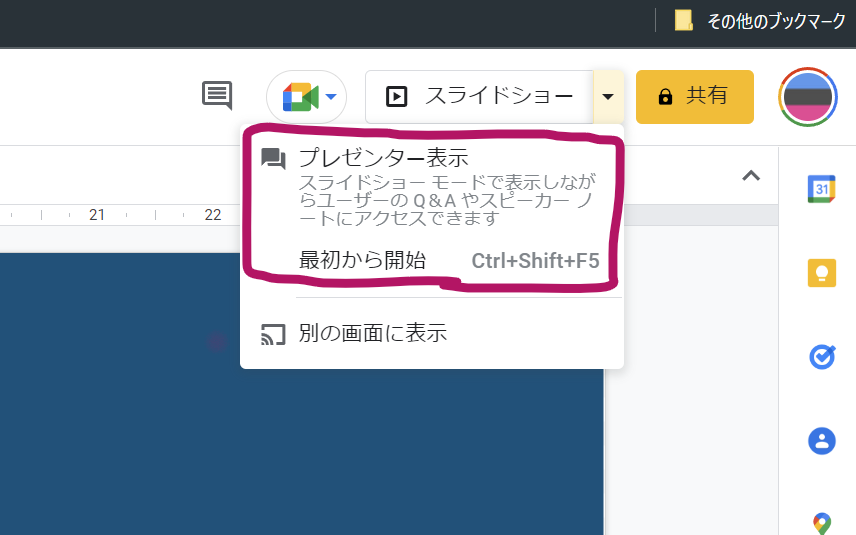 その他のブックマーク
スライドショー
共有
プレゼンター表示
スライドショー モードで表示しなが
らユーザーの Q&A やスピーカー ノ
ートにアクセスできます
31
21
22
最初から開始 Ctrl+Shift+F5
別の画面に表示